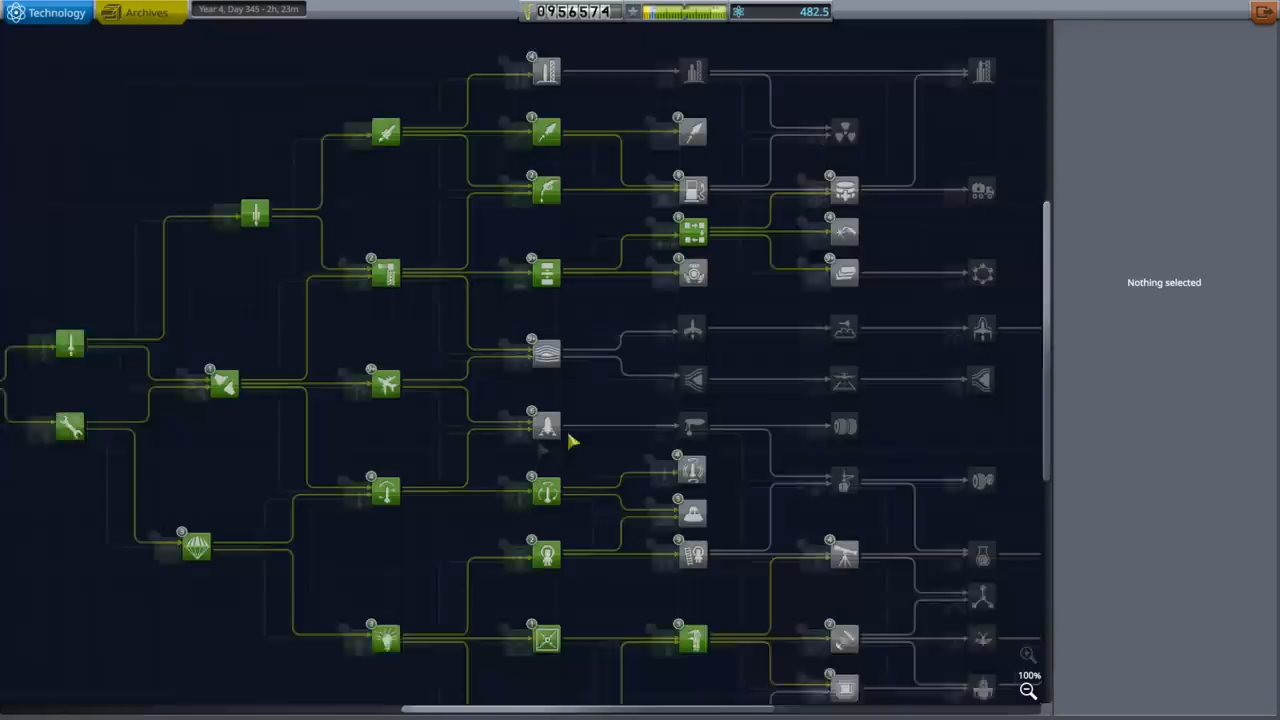 Technology
Archives
Year 4, Day 345 - 2h, 23m
0956574
482.5
Nothing selected
100%